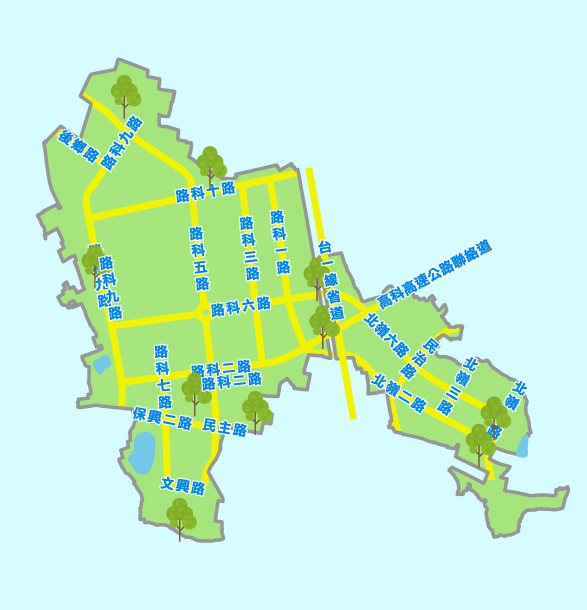 後鄉路
路科九路
路科十路
路科五路
路科三路
路科一路
台一線省道
高科高速公路聯絡道
路科九路
路科六路
路科二路
路科二路
路科七路
保興二路
民主路
文興路
北嶺六路
民治路
北嶺三路
北嶺二路
北嶺
路